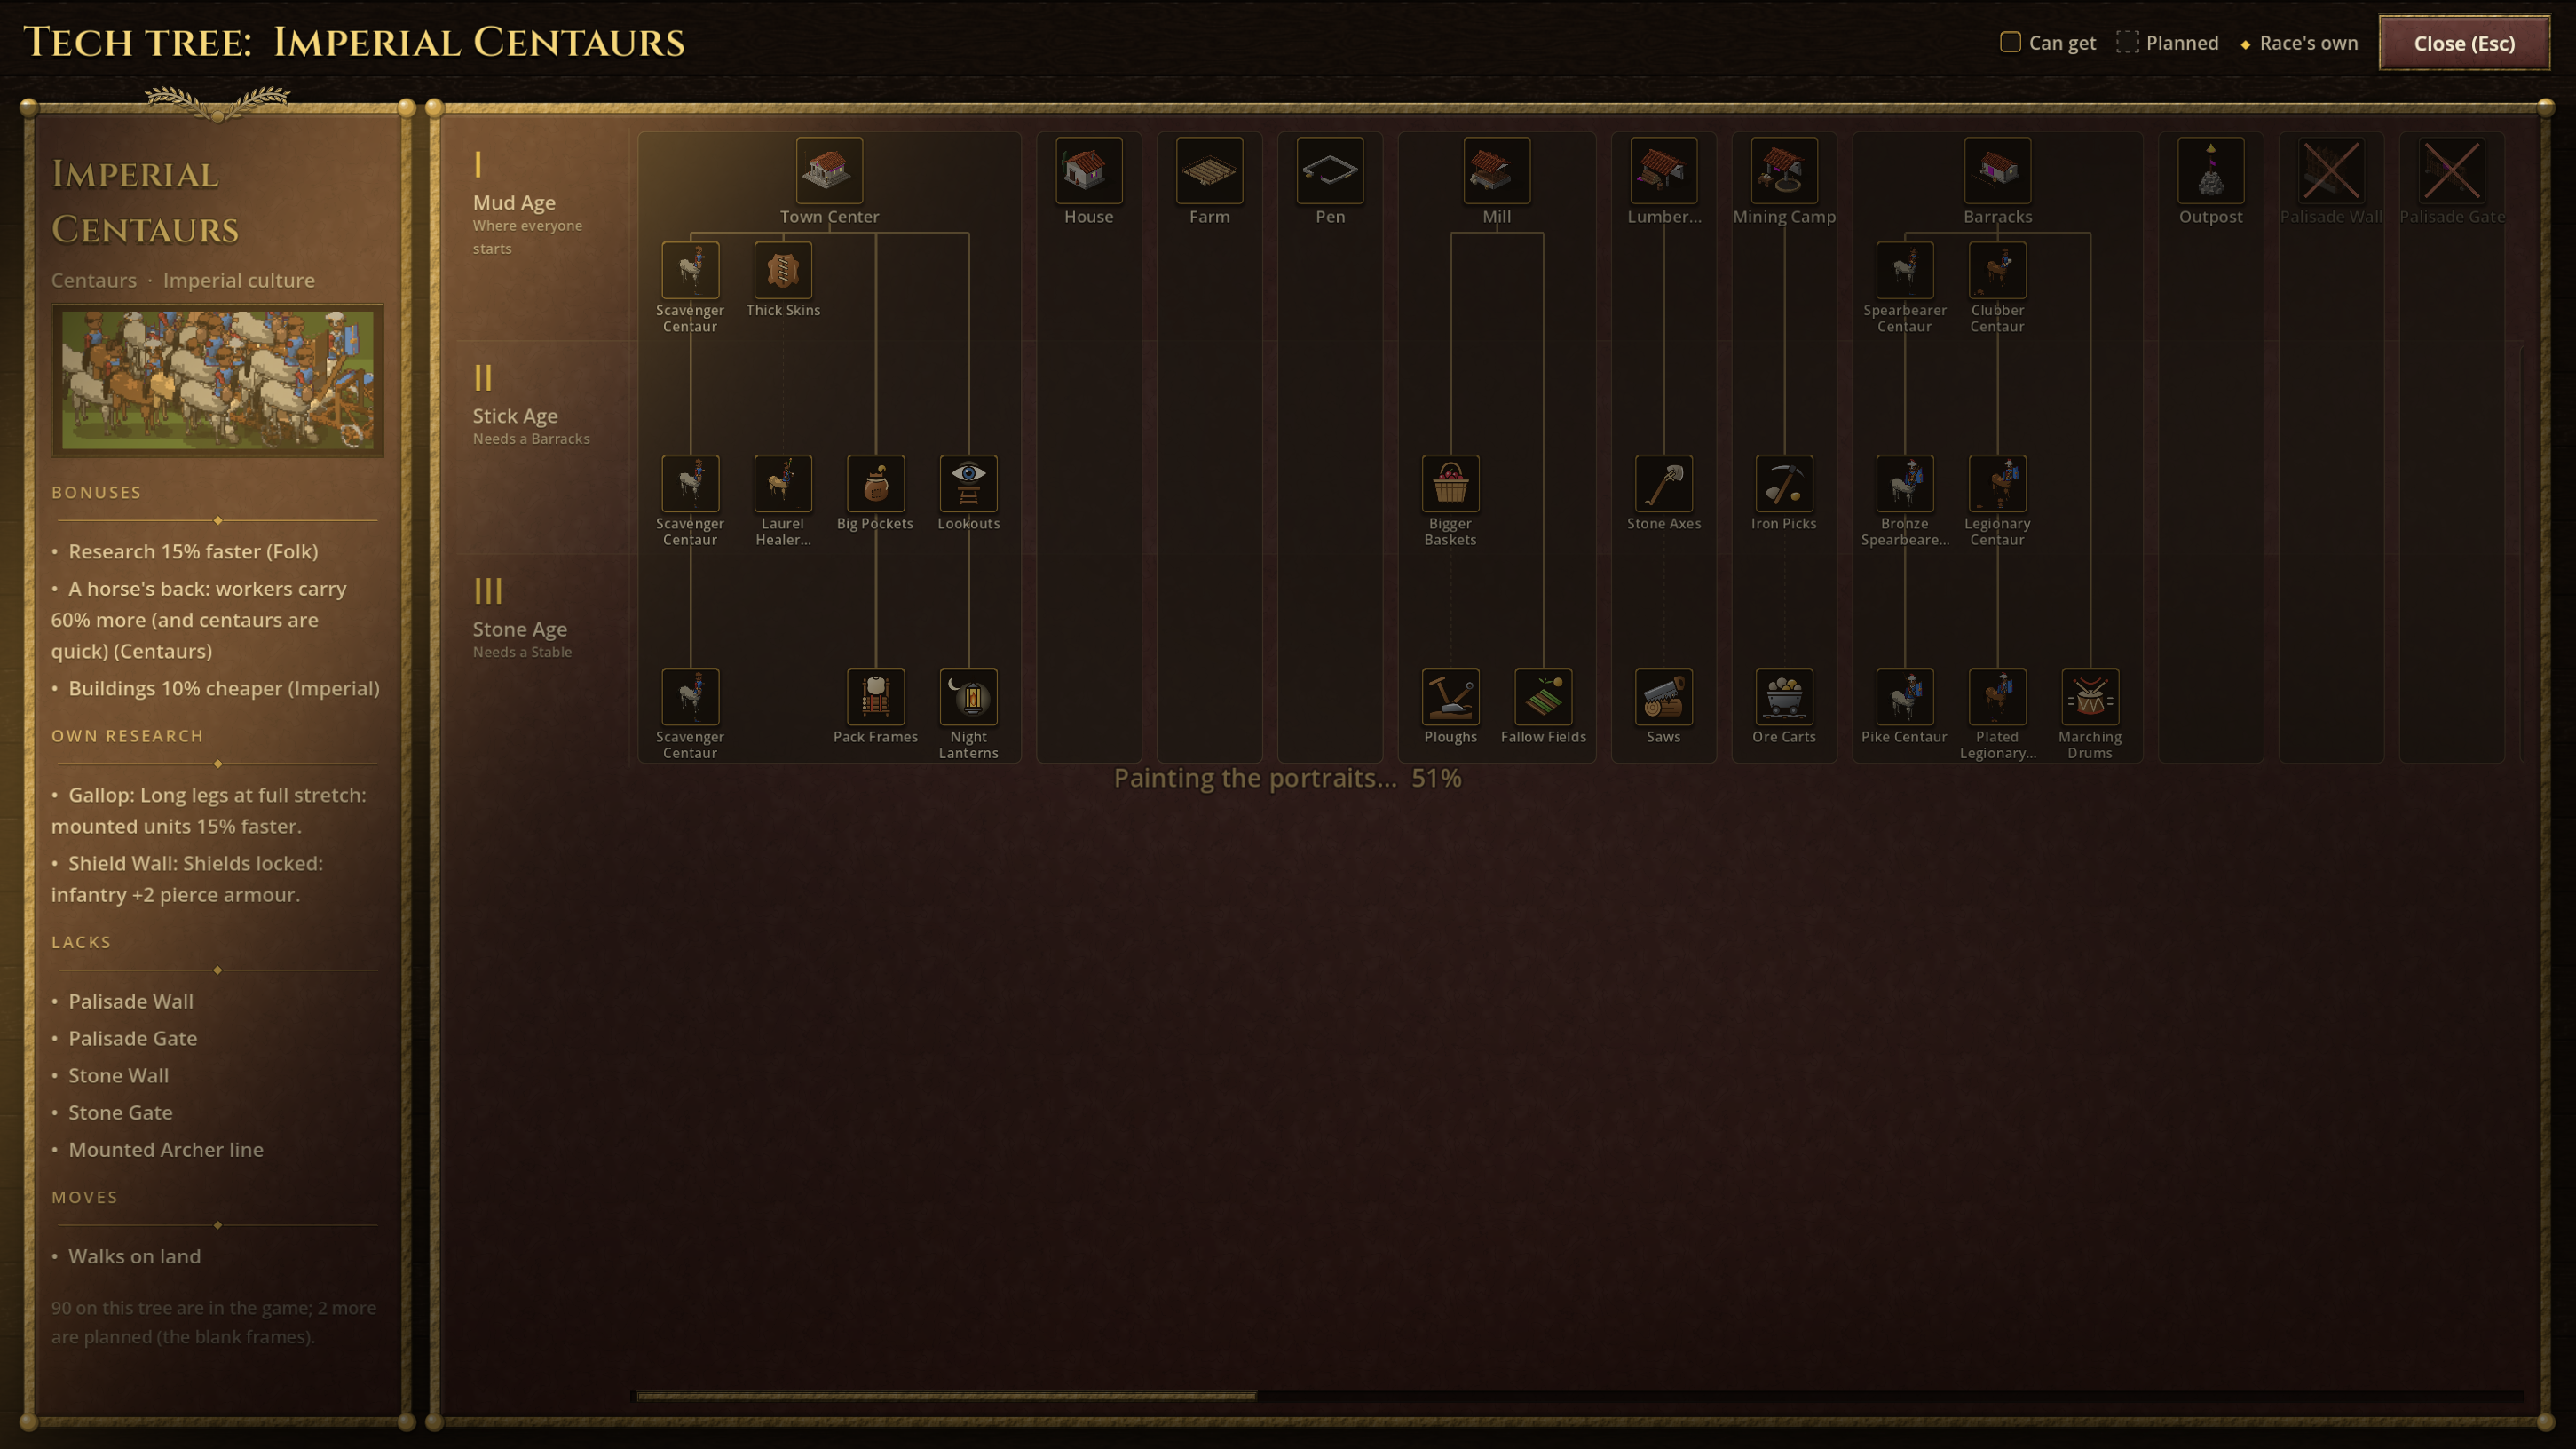 TECH TREE: IMPERIAL CENTAURS
Can get
Planned
Race's own
Close (Esc)
IMPERIAL
CENTAURS
Centaurs · Imperial culture
BONUSES
• Research 15% faster (Folk)
• A horse's back: workers carry
60% more (and centaurs are
quick) (Centaurs)
• Buildings 10% cheaper (Imperial)
OWN RESEARCH
• Gallop: Long legs at full stretch:
mounted units 15% faster.
• Shield Wall: Shields locked:
infantry +2 pierce armour.
LACKS
• Palisade Wall
• Palisade Gate
• Stone Wall
• Stone Gate
• Mounted Archer line
MOVES
• Walks on land
90 on this tree are in the game; 2 more
are planned (the blank frames).
I
Mud Age
Where everyone
starts
Town Center
House
Farm
Pen
Mill
Lumber...
Mining Camp
Barracks
Outpost
Palisade Wall
Palisade Gate
Scavenger
Centaur
Thick Skins
Spearbearer
Centaur
Clubber
Centaur
II
Stick Age
Needs a Barracks
Scavenger
Centaur
Laurel
Healer...
Big Pockets
Lookouts
Bigger
Baskets
Stone Axes
Iron Picks
Bronze
Spearbeare...
Legionary
Centaur
III
Stone Age
Needs a Stable
Scavenger
Centaur
Pack Frames
Night
Lanterns
Ploughs
Fallow Fields
Saws
Ore Carts
Pike Centaur
Plated
Legionary...
Marching
Drums
Painting the portraits... 51%